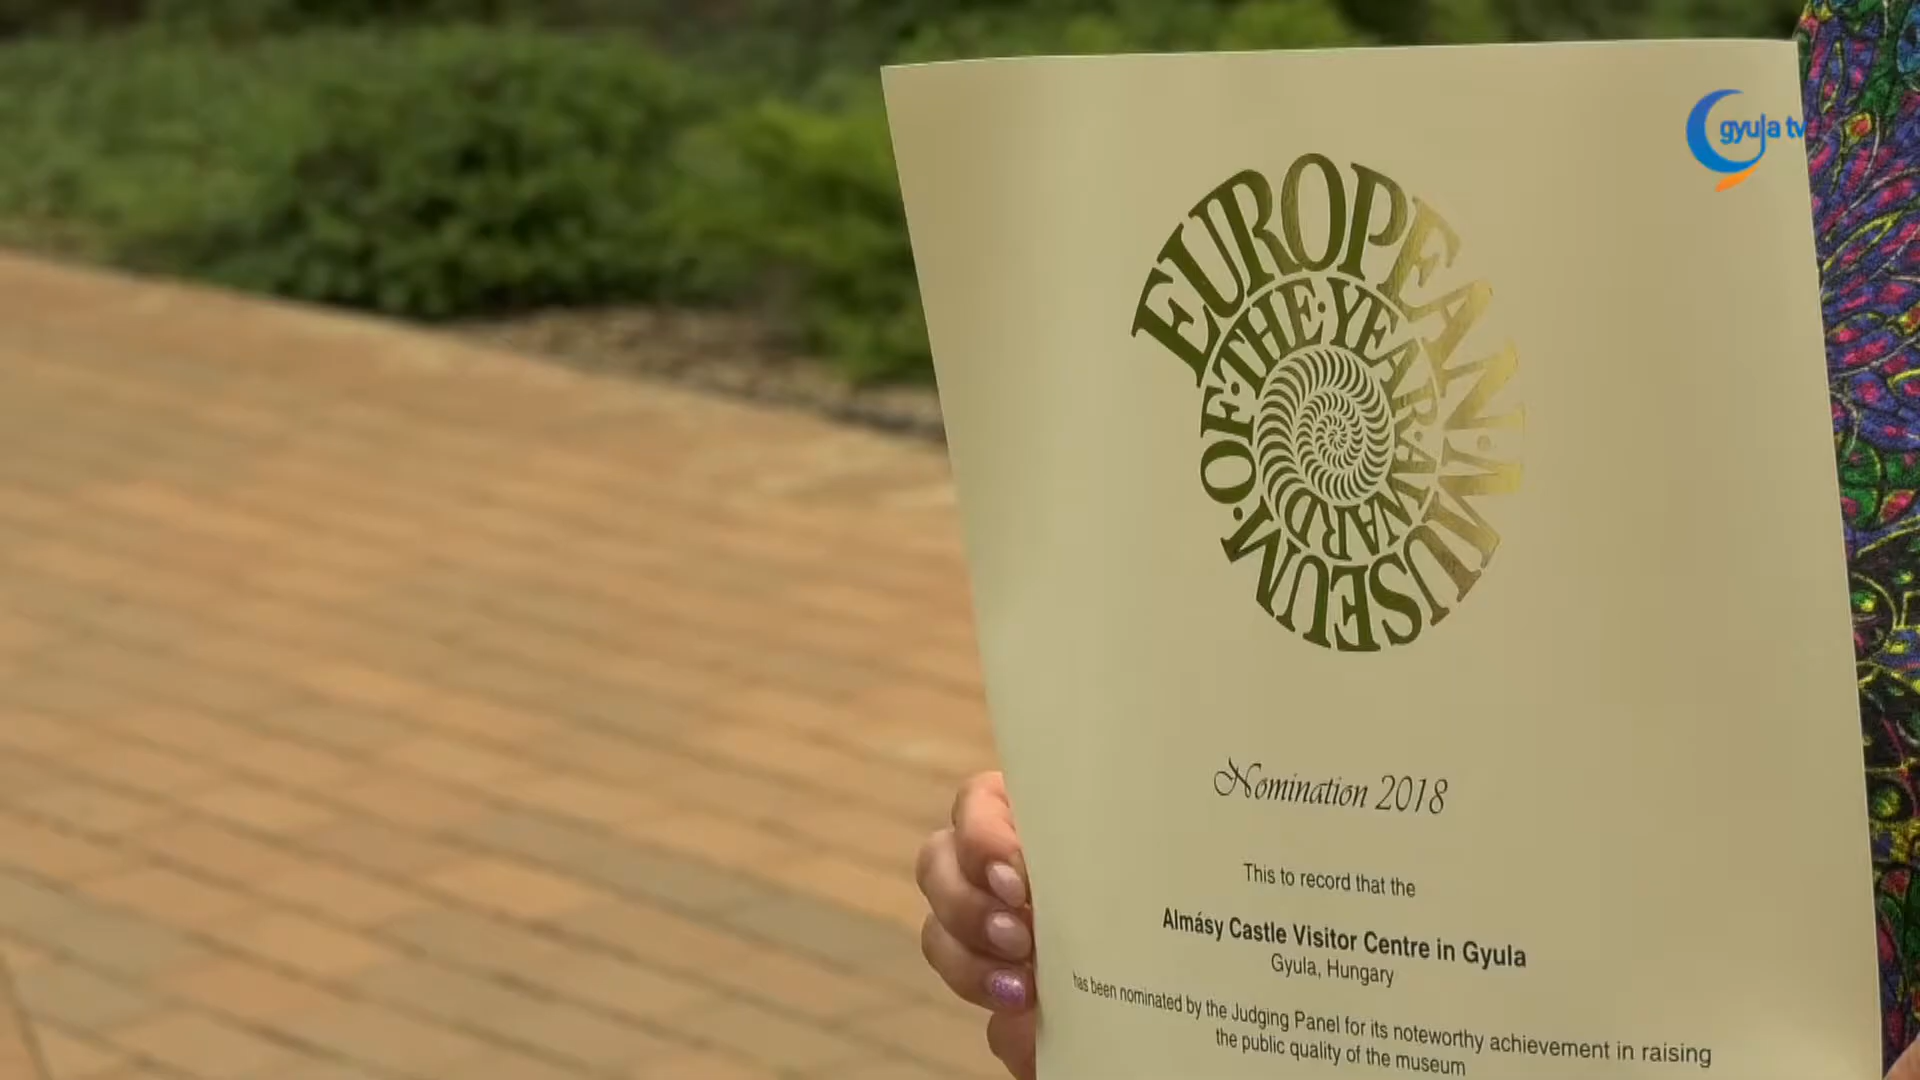 gyula tv
EUROPEAN·MUSEUM·OF·THE·YEAR·AWARD
Nomination 2018
This to record that the
Almásy Castle Visitor Centre in Gyula
Gyula, Hungary
has been nominated by the Judging Panel for its noteworthy achievement in raising
the public quality of the museum